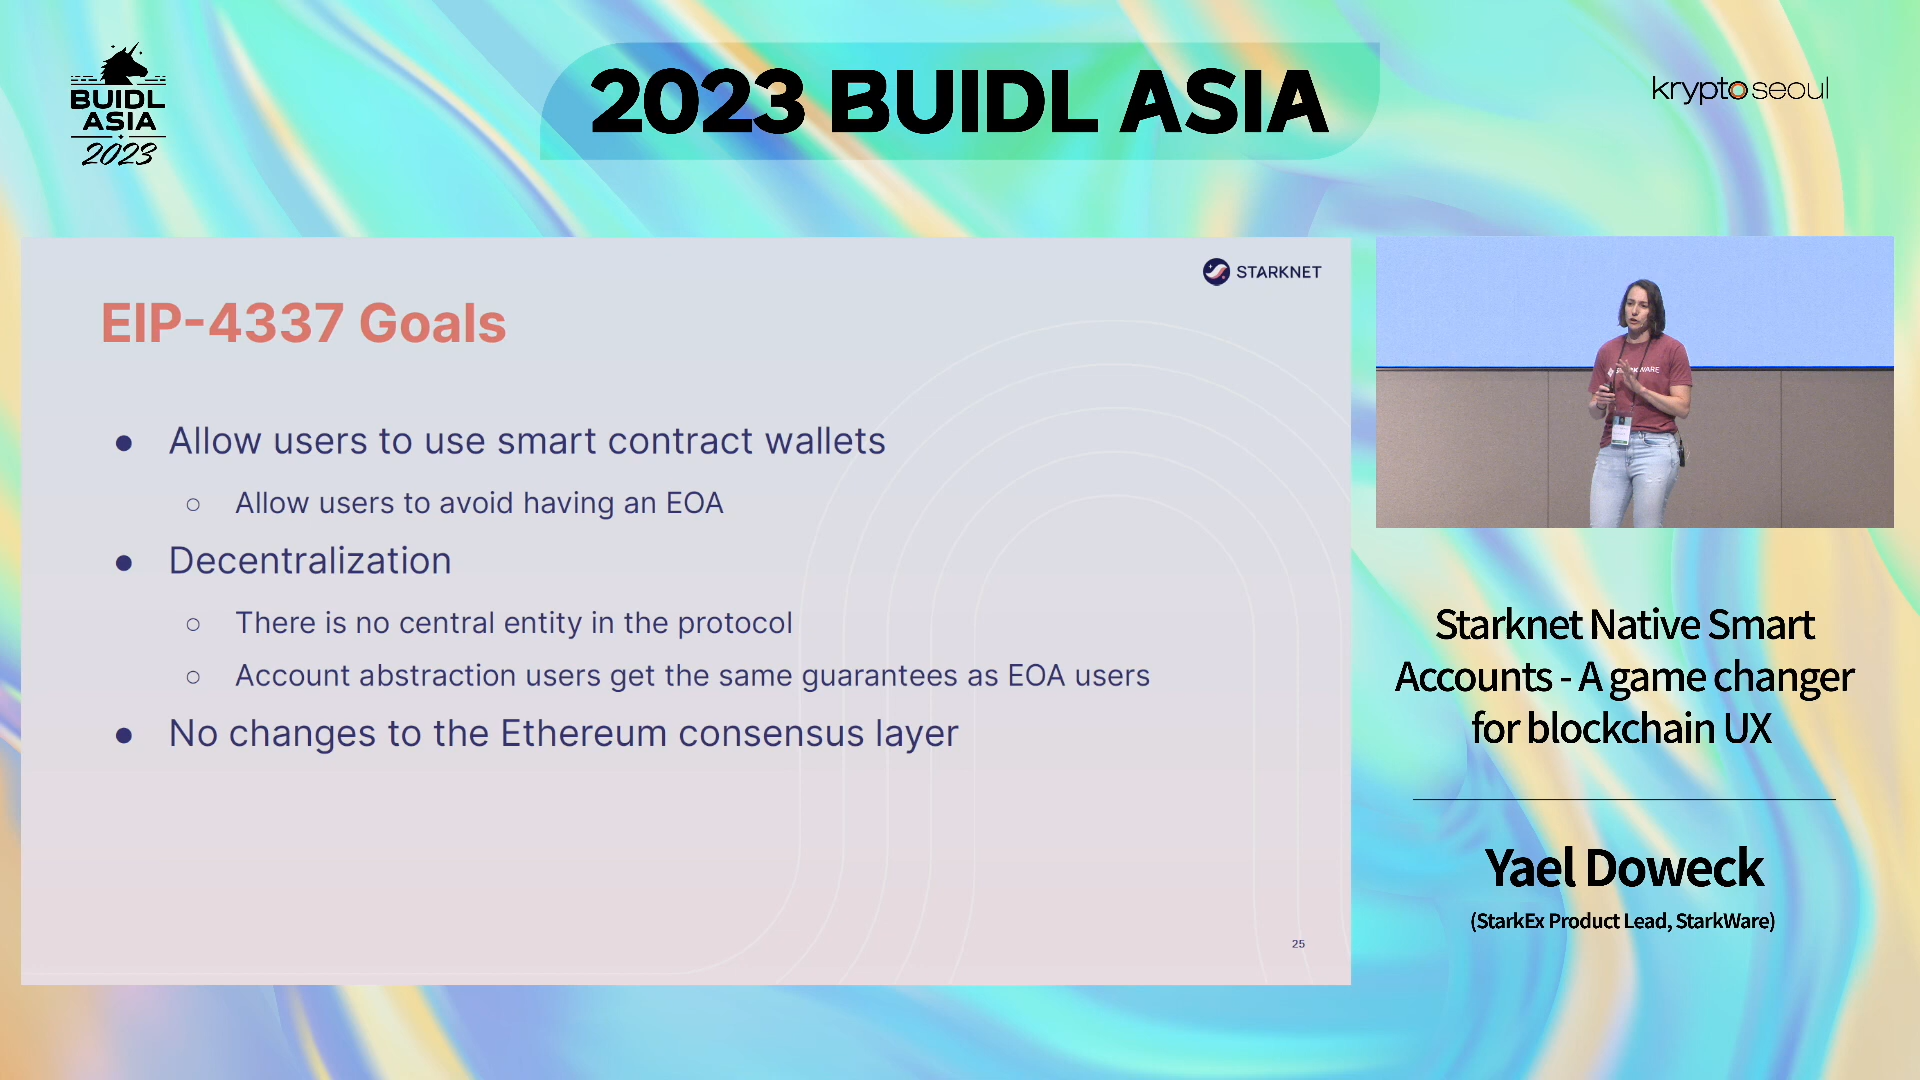 BUIDL
ASIA
2023
2023 BUIDL ASIA
kryptoseoul
STARKNET
EIP-4337 Goals
● Allow users to use smart contract wallets
○ Allow users to avoid having an EOA
● Decentralization
○ There is no central entity in the protocol
○ Account abstraction users get the same guarantees as EOA users
● No changes to the Ethereum consensus layer
25
Starknet Native Smart
Accounts - A game changer
for blockchain UX
Yael Doweck
(StarkEx Product Lead, StarkWare)